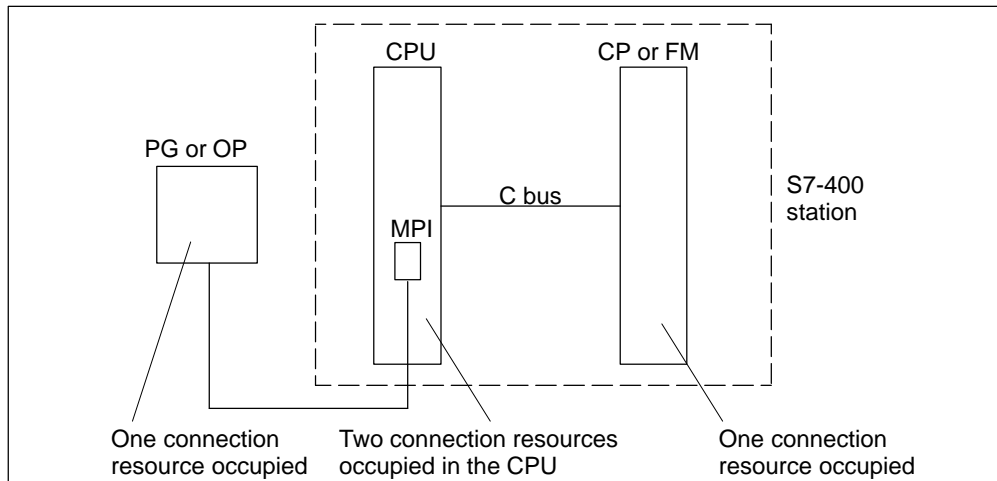 CPU
CP or FM
PG or OP
C bus
S7-400
station
MPI
One connection
resource occupied
Two connection resources
occupied in the CPU
One connection
resource occupied